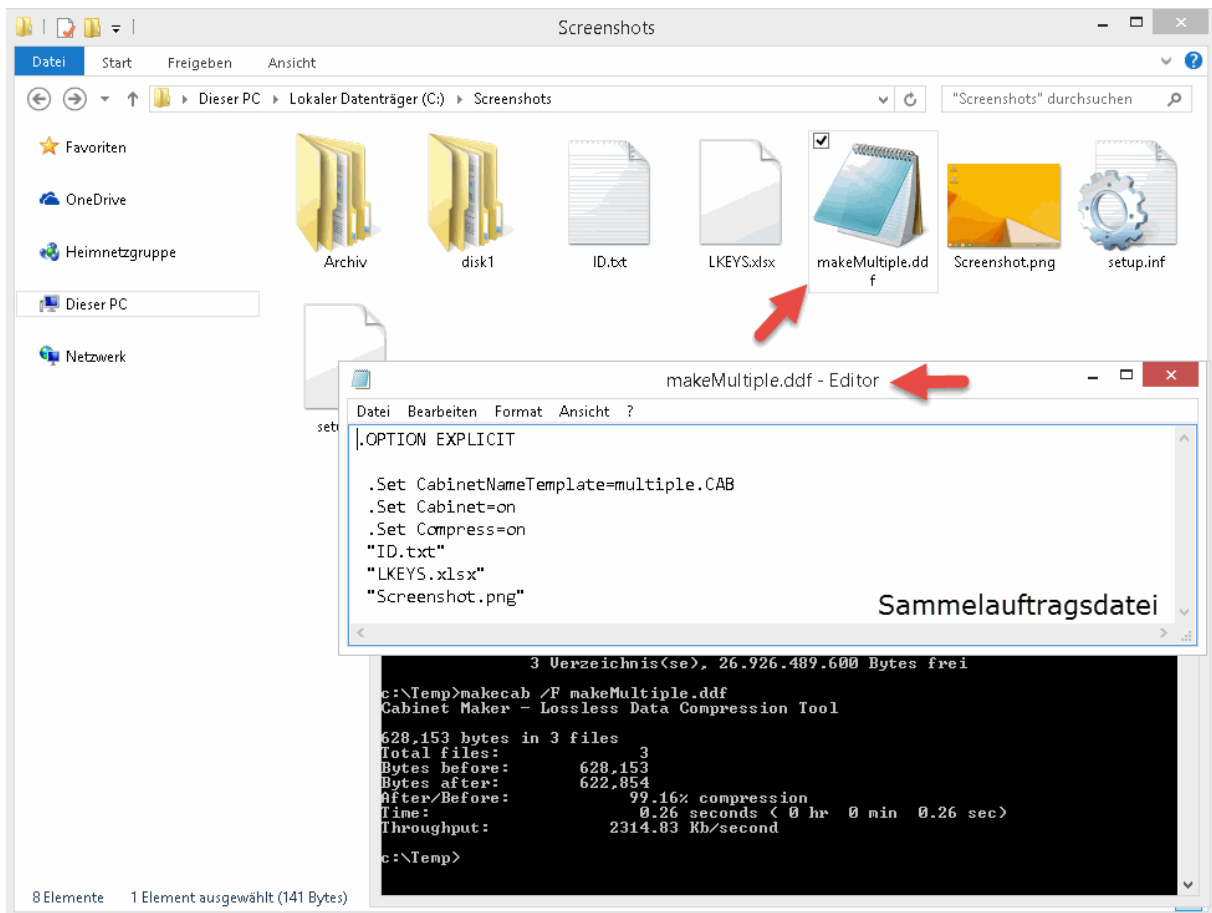 Screenshots
Datei Start Freigeben Ansicht
Dieser PC Lokaler Datenträger (C:) Screenshots
"Screenshots" durchsuchen
Favoriten
OneDrive
Heimnetzgruppe
Dieser PC
Netzwerk
Archiv disk1 ID.txt LKEYS.xlsx makeMultiple.dd Screenshot.png setup.inf
f
makeMultiple.ddf - Editor
Datei Bearbeiten Format Ansicht ?
.OPTION EXPLICIT
.Set CabinetNameTemplate=multiple.CAB
.Set Cabinet=on
.Set Compress=on
"ID.txt"
"LKEYS.xlsx"
"Screenshot.png"
Sammelauftragsdatei
3 Verzeichnis(se), 26.926.489.600 Bytes frei
c:\Temp>makecab /F makeMultiple.ddf
Cabinet Maker - Lossless Data Compression Tool
628,153 bytes in 3 files
Total files: 3
Bytes before: 628,153
Bytes after: 622,854
After/Before: 99.16% compression
Time: 0.26 seconds ( 0 hr 0 min 0.26 sec)
Throughput: 2314.83 Kb/second
c:\Temp>
8 Elemente 1 Element ausgewählt (141 Bytes)